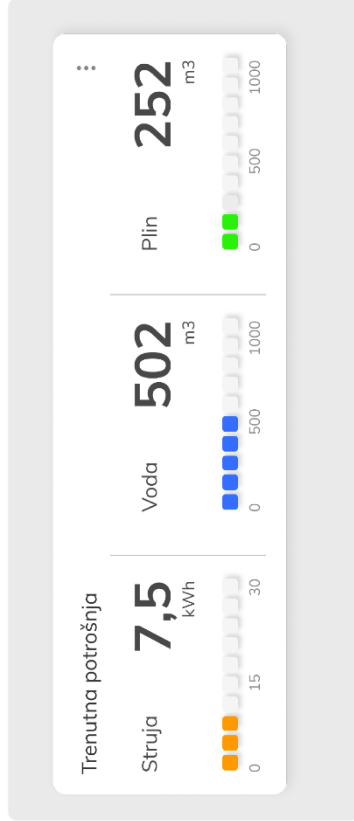 Trenutna potrošnja
Struja
7,5
kWh
0 15 30
Voda
502
m3
0 500 1000
Plin
252
m3
0 500 1000